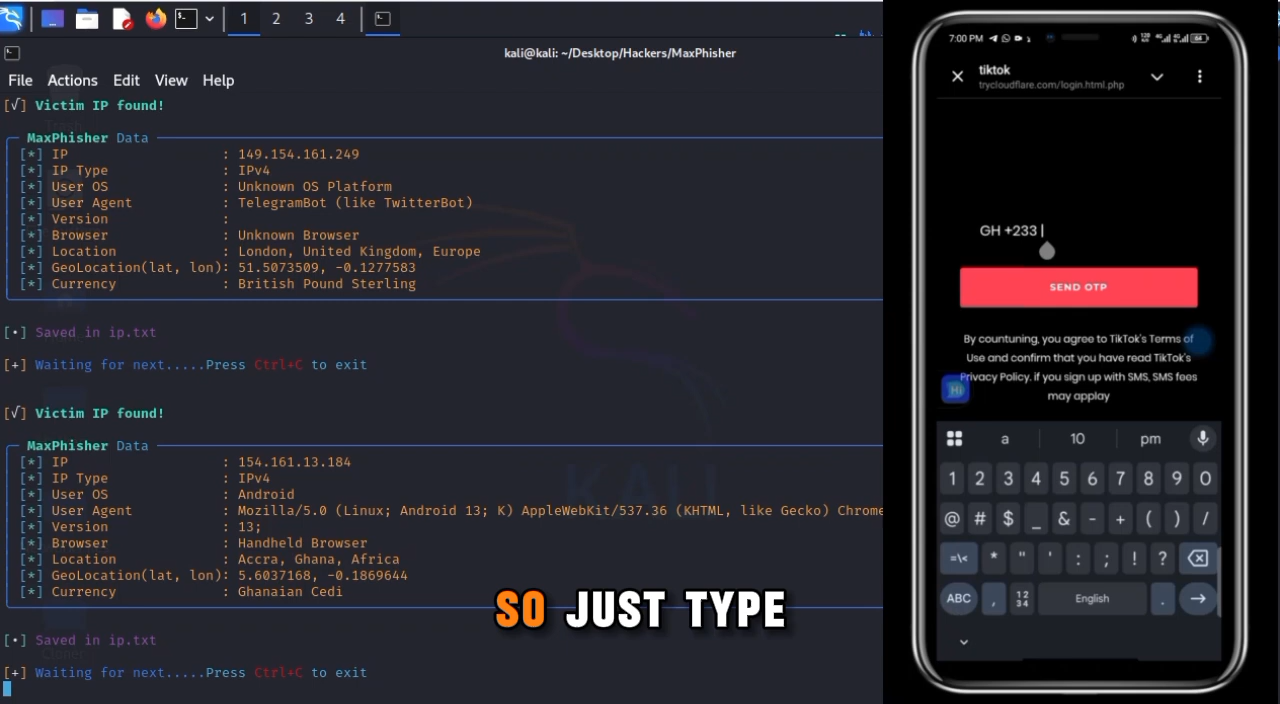 1 2 3 4
kali@kali: ~/Desktop/Hackers/MaxPhisher
File Actions Edit View Help
[√] Victim IP found!
MaxPhisher Data
[*] IP : 149.154.161.249
[*] IP Type : IPv4
[*] User OS : Unknown OS Platform
[*] User Agent : TelegramBot (like TwitterBot)
[*] Version :
[*] Browser : Unknown Browser
[*] Location : London, United Kingdom, Europe
[*] GeoLocation(lat, lon): 51.5073509, -0.1277583
[*] Currency : British Pound Sterling
[•] Saved in ip.txt
[+] Waiting for next.....Press Ctrl+C to exit
[√] Victim IP found!
MaxPhisher Data
[*] IP : 154.161.13.184
[*] IP Type : IPv4
[*] User OS : Android
[*] User Agent : Mozilla/5.0 (Linux; Android 13; K) AppleWebKit/537.36 (KHTML, like Gecko) Chrome
[*] Version : 13;
[*] Browser : Handheld Browser
[*] Location : Accra, Ghana, Africa
[*] GeoLocation(lat, lon): 5.6037168, -0.1869644
[*] Currency : Ghanaian Cedi
[•] Saved in ip.txt
[+] Waiting for next.....Press Ctrl+C to exit
KALI
SO JUST TYPE
7:00 PM
tiktok
trycloudflare.com/login.html.php
GH +233
SEND OTP
By countuning, you agree to TikTok's Terms of
Use and confirm that you have read TikTok's
Privacy Policy. if you sign up with SMS, SMS fees
may applay
a 10 pm
1 2 3 4 5 6 7 8 9 0
@ # $ _ & - + ( ) /
=\< * " ' : ; ! ?
ABC , 12 34 English .